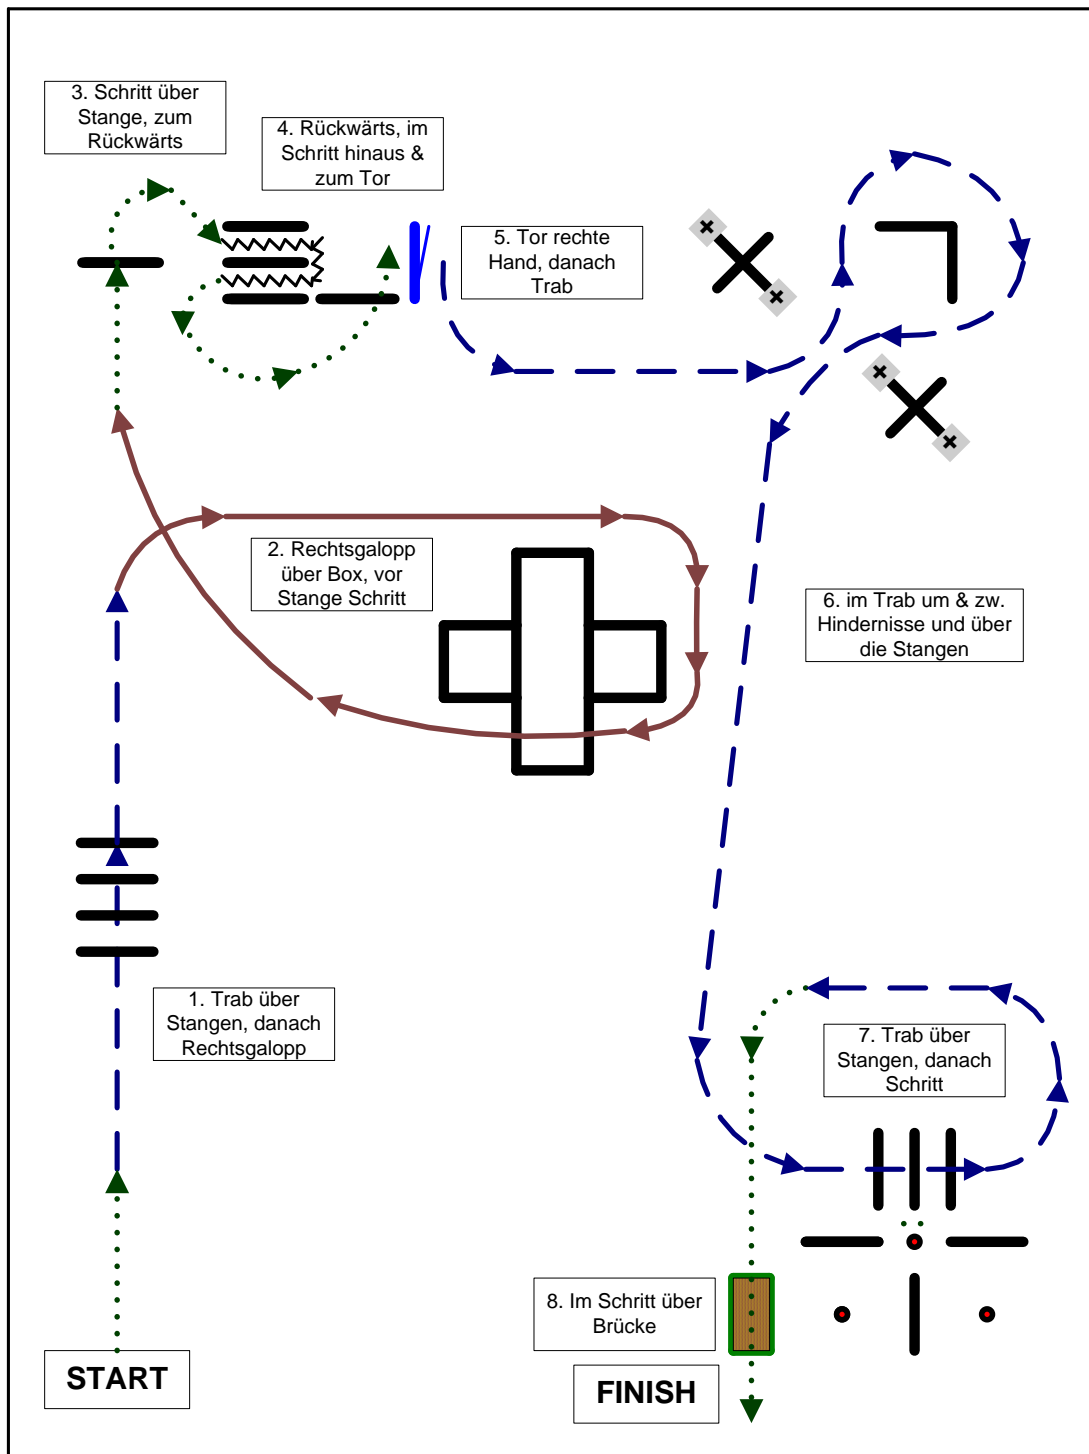 3. Schritt über
Stange, zum
Rückwärts
4. Rückwärts, im
Schritt hinaus &
zum Tor
5. Tor rechte
Hand, danach
Trab
2. Rechtsgalopp
über Box, vor
Stange Schritt
6. im Trab um & zw.
Hindernisse und über
die Stangen
1. Trab über
Stangen, danach
Rechtsgalopp
7. Trab über
Stangen, danach
Schritt
8. Im Schritt über
Brücke
START
FINISH